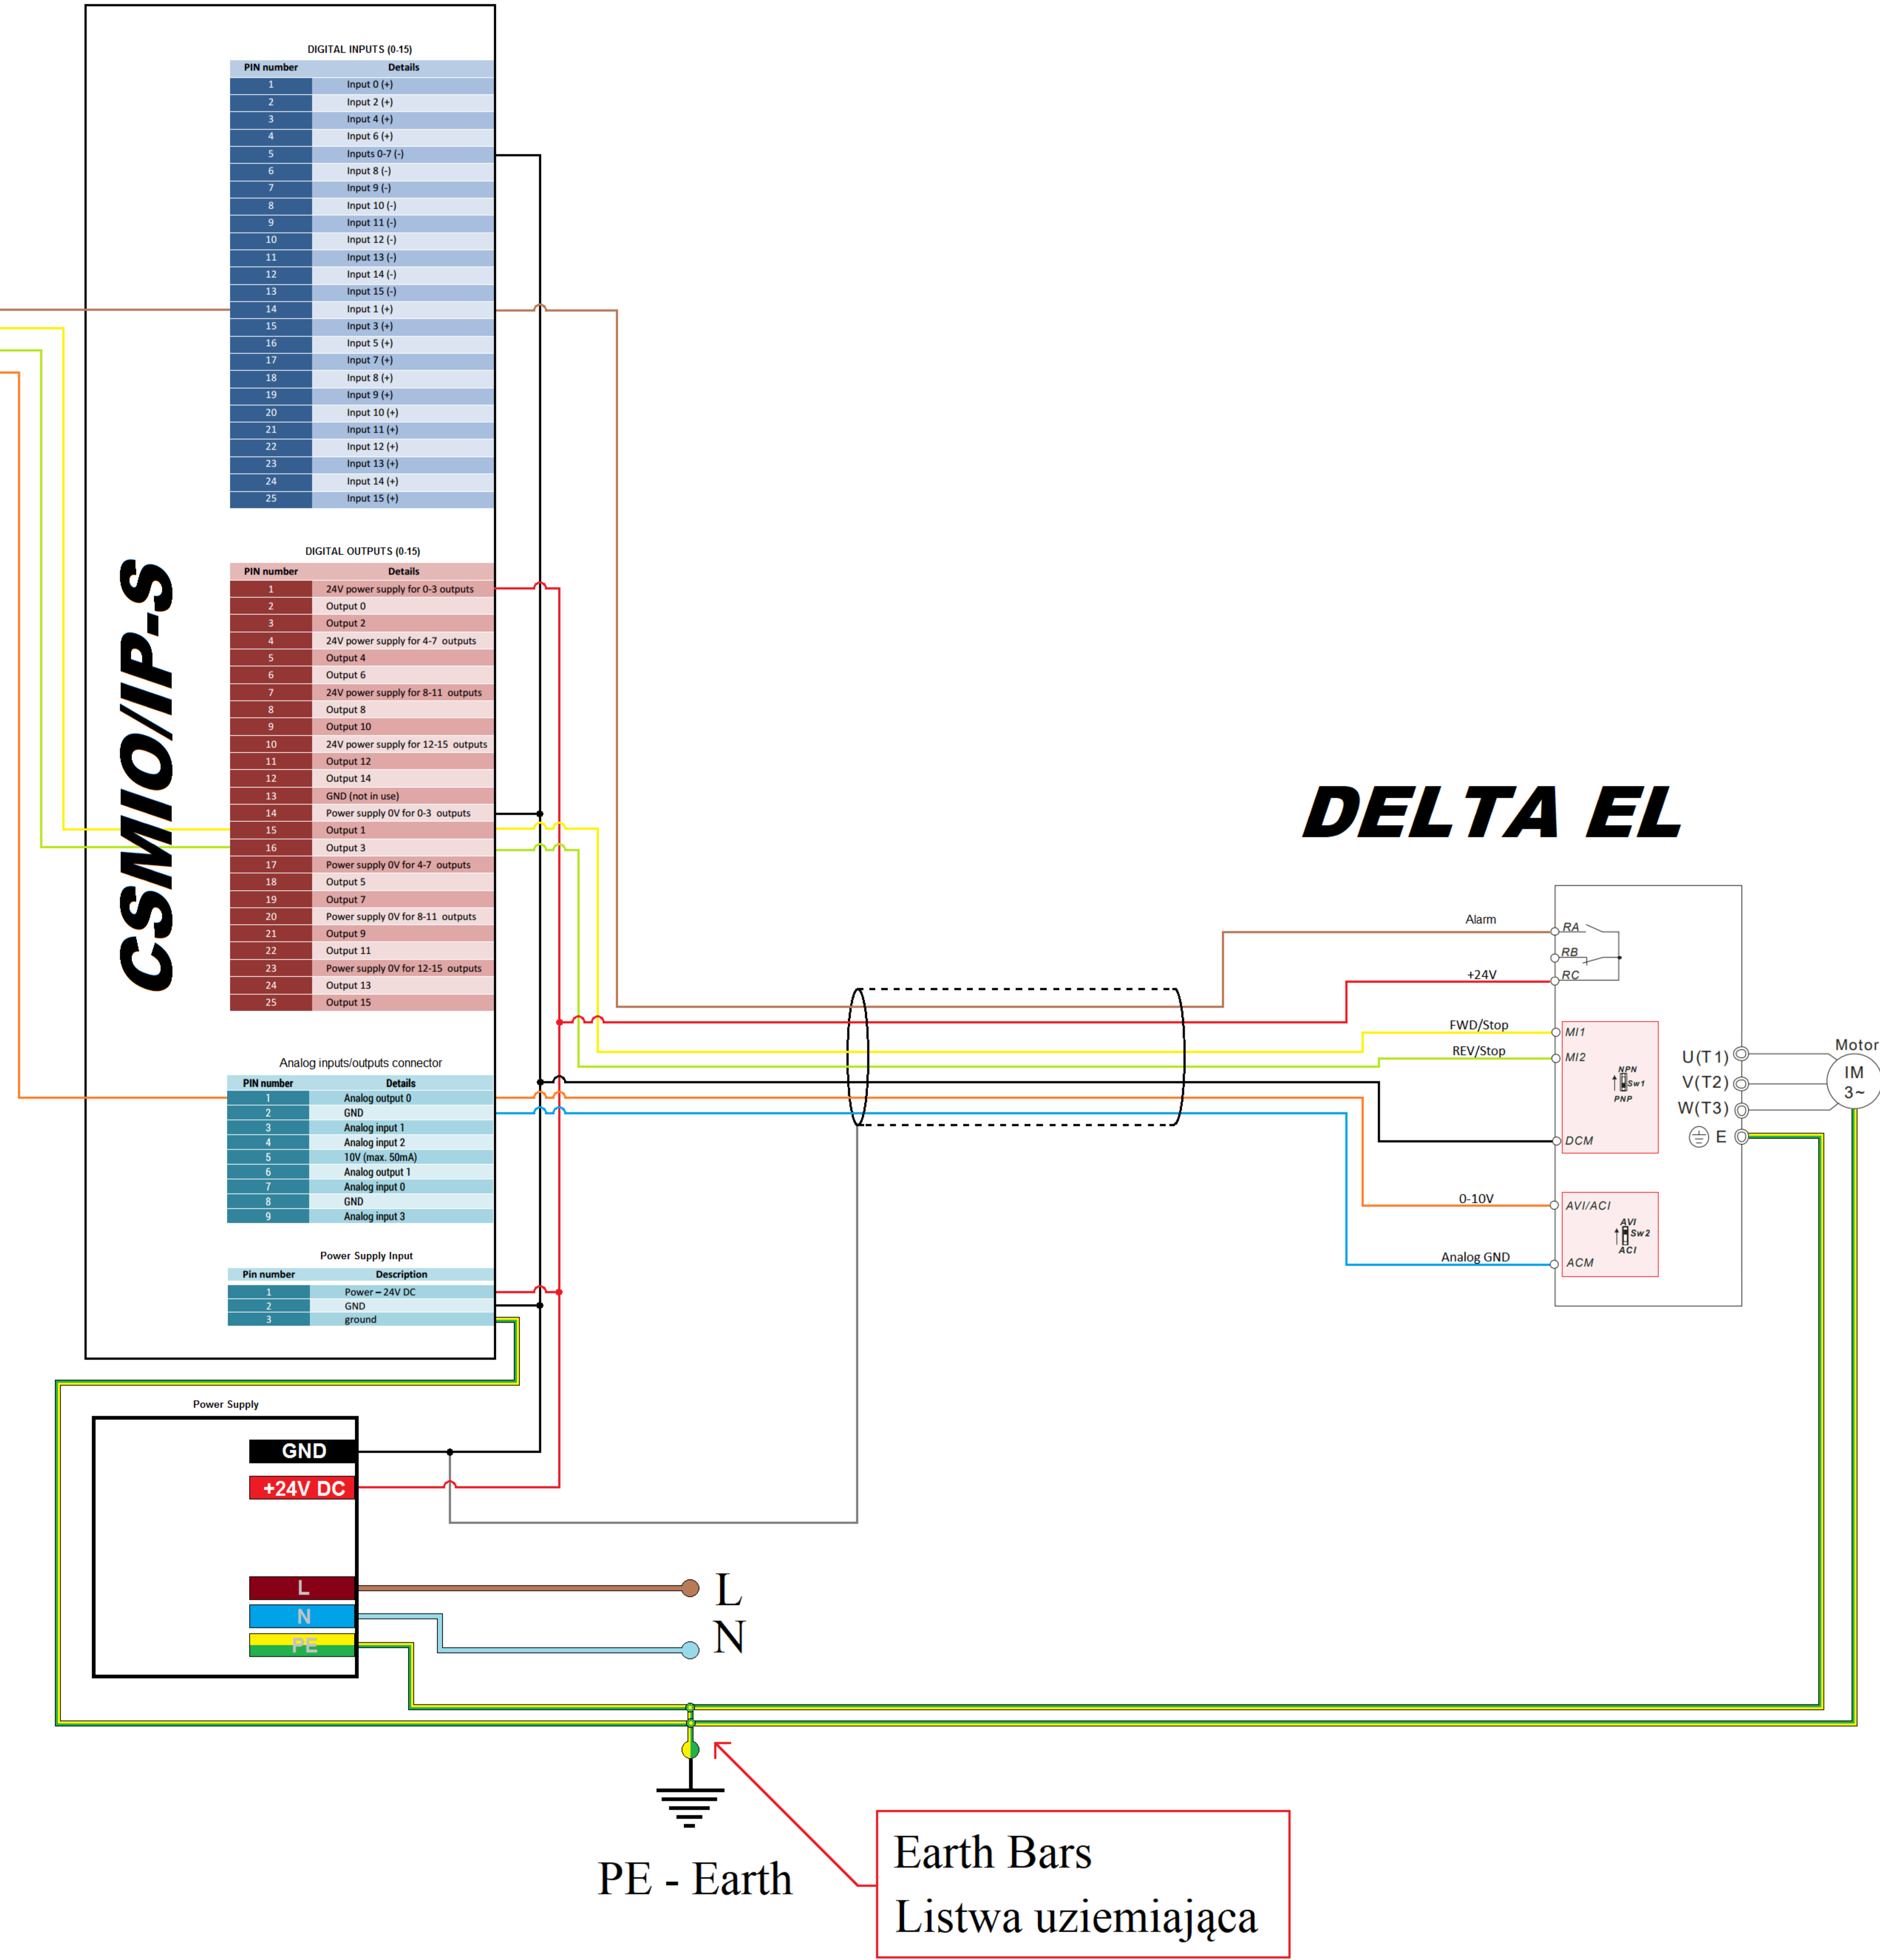 DIGITAL INPUTS (0-15)
PIN number Details
1 Input 0 (+)
2 Input 2 (+)
3 Input 4 (+)
4 Input 6 (+)
5 Inputs 0-7 (-)
6 Input 8 (-)
7 Input 9 (-)
8 Input 10 (-)
9 Input 11 (-)
10 Input 12 (-)
11 Input 13 (-)
12 Input 14 (-)
13 Input 15 (-)
14 Input 1 (+)
15 Input 3 (+)
16 Input 5 (+)
17 Input 7 (+)
18 Input 8 (+)
19 Input 9 (+)
20 Input 10 (+)
21 Input 11 (+)
22 Input 12 (+)
23 Input 13 (+)
24 Input 14 (+)
25 Input 15 (+)
CSMIO/IP-S
DIGITAL OUTPUTS (0-15)
PIN number Details
1 24V power supply for 0-3 outputs
2 Output 0
3 Output 2
4 24V power supply for 4-7 outputs
5 Output 4
6 Output 6
7 24V power supply for 8-11 outputs
8 Output 8
9 Output 10
10 24V power supply for 12-15 outputs
11 Output 12
12 Output 14
13 GND (not in use)
14 Power supply 0V for 0-3 outputs
15 Output 1
16 Output 3
17 Power supply 0V for 4-7 outputs
18 Output 5
19 Output 7
20 Power supply 0V for 8-11 outputs
21 Output 9
22 Output 11
23 Power supply 0V for 12-15 outputs
24 Output 13
25 Output 15
Analog inputs/outputs connector
PIN number Details
1 Analog output 0
2 GND
3 Analog input 1
4 Analog input 2
5 10V (max. 50mA)
6 Analog output 1
7 Analog input 0
8 GND
9 Analog input 3
Power Supply Input
Pin number Description
1 Power – 24V DC
2 GND
3 ground
DELTA EL
Alarm RA
RB
+24V RC
FWD/Stop MI1
REV/Stop MI2
NPN
Sw1
PNP
DCM
0-10V AVI/ACI
AVI
Sw2
ACI
Analog GND ACM
U(T1)
V(T2)
W(T3)
E
Motor
IM
3~
Power Supply
GND
+24V DC
L
N
PE
L
N
PE - Earth
Earth Bars
Listwa uziemiająca